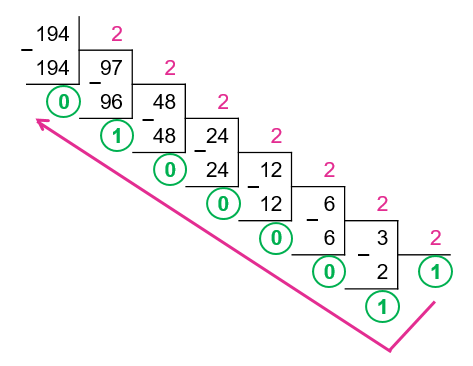 194 2
− 194 97 2
0 − 96 48 2
1 − 48 24 2
0 − 24 12 2
0 − 12 6 2
0 − 6 3 2
0 − 2 1
1